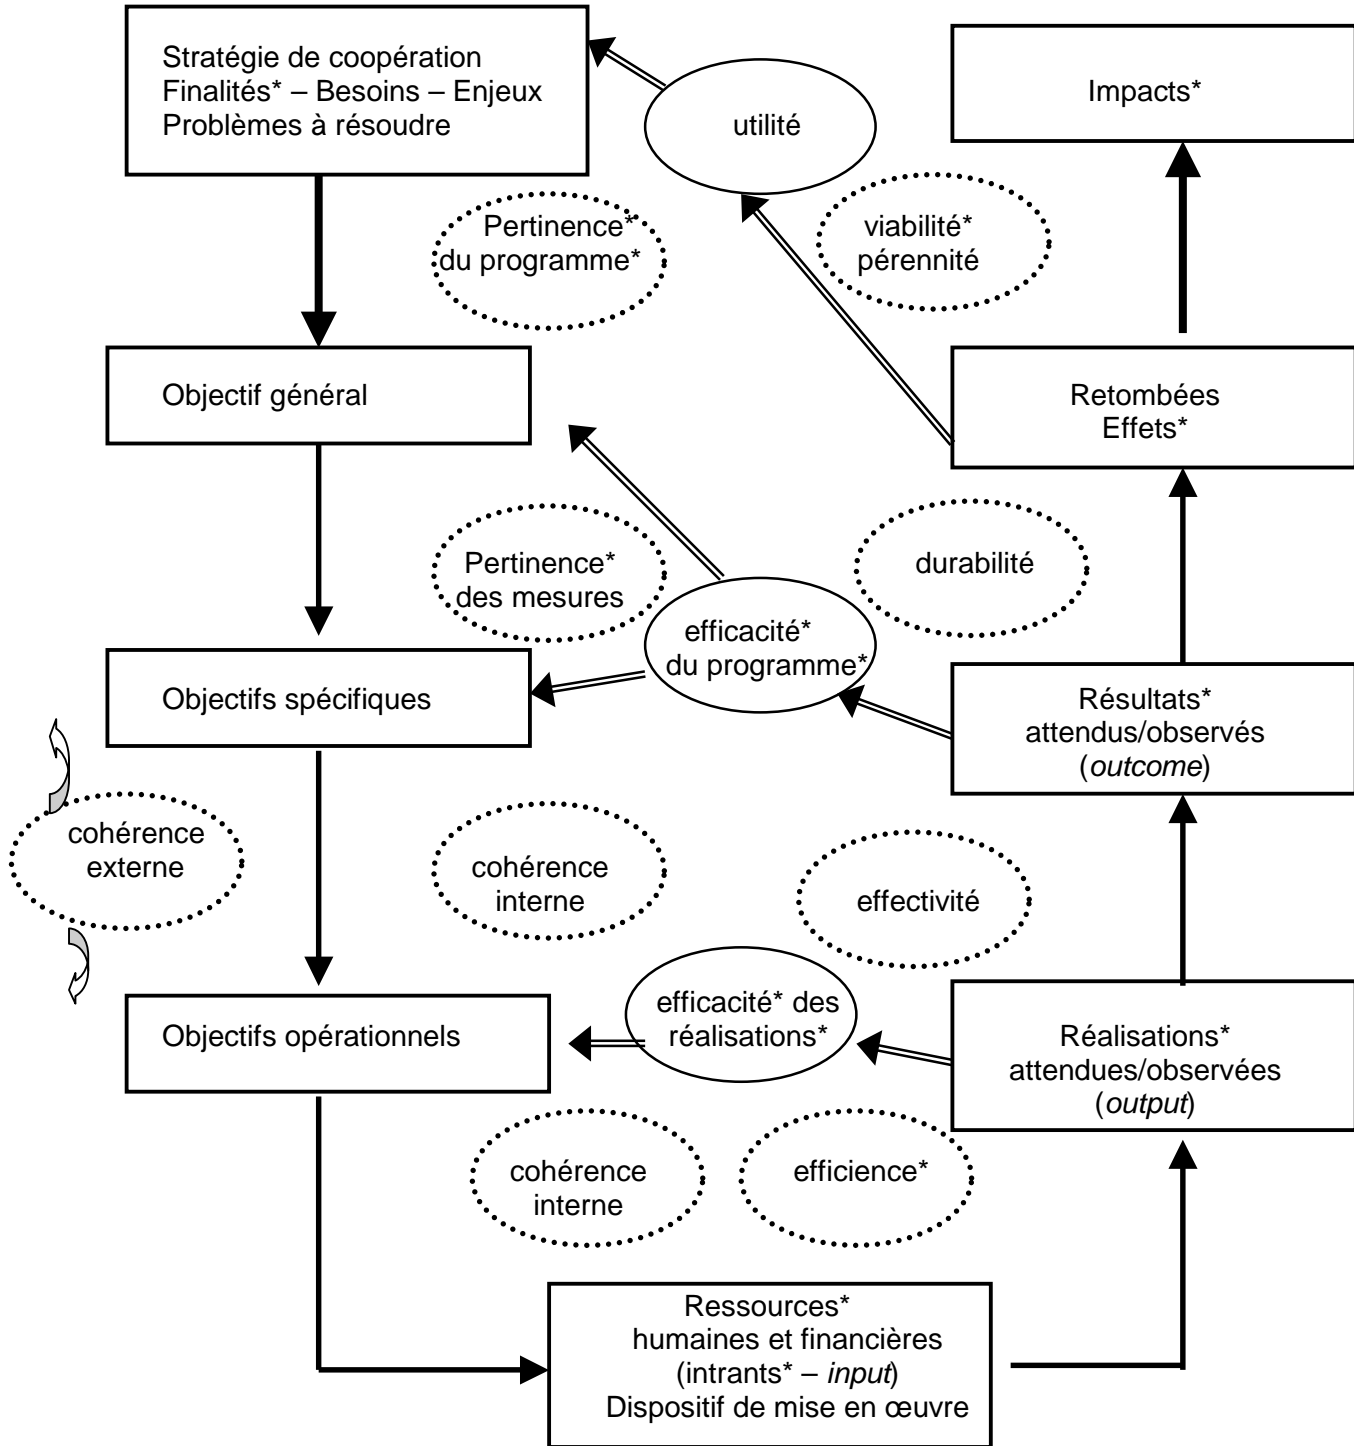 Stratégie de coopération
Finalités* – Besoins – Enjeux
Problèmes à résoudre
utilité
Impacts*
Pertinence*
du programme*
viabilité*
pérennité
Objectif général
Retombées
Effets*
Pertinence*
des mesures
durabilité
efficacité*
du programme*
Objectifs spécifiques
Résultats*
attendus/observés
(outcome)
cohérence
externe
cohérence
interne
effectivité
Objectifs opérationnels
efficacité* des
réalisations*
Réalisations*
attendues/observées
(output)
cohérence
interne
efficience*
Ressources*
humaines et financières
(intrants* – input)
Dispositif de mise en œuvre